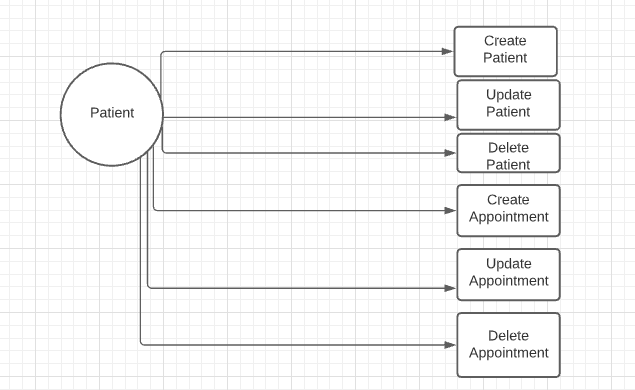 Create
Patient
Patient
Update
Patient
Delete
Patient
Create
Appointment
Update
Appointment
Delete
Appointment